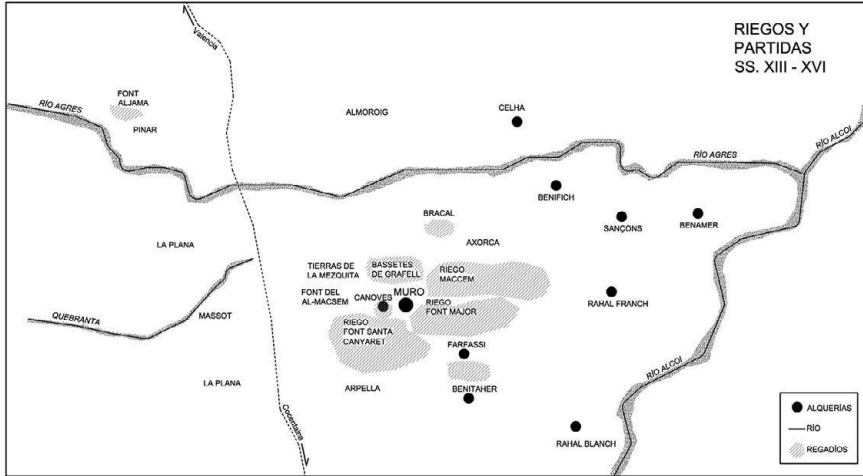 RIEGOS Y
PARTIDAS
SS. XIII - XVI
Valencia
FONT
ALJAMA
RÍO AGRES
PINAR
ALMOROIG
CELHA
RÍO ALCOI
RÍO AGRES
BENIFICH
BRACAL
SANÇONS
BENAMER
LA PLANA
AXORCA
TIERRAS DE
LA MEZQUITA
BASSETES
DE GRAFELL
RIEGO
MACCEM
FONT DEL
AL-MACSEM
CANOVES
MURO
RIEGO
FONT MAJOR
RAHAL FRANCH
QUEBRANTA
MASSOT
RIEGO
FONT SANTA
CANYARET
FARFASSI
RÍO ALCOI
LA PLANA
ARPELLA
BENITAHER
Cocentaina
RAHAL BLANCH
ALQUERÍAS
RÍO
REGADÍOS